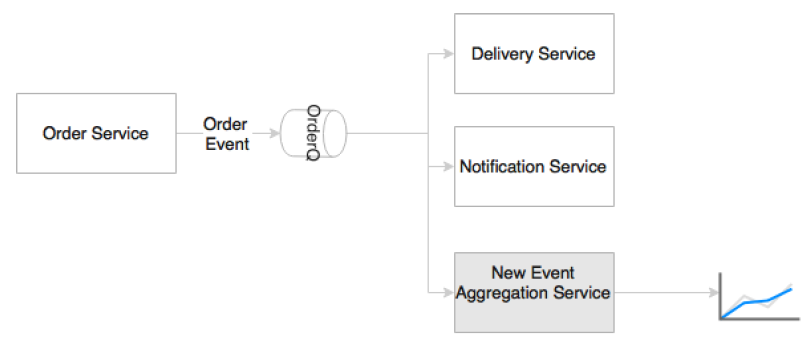 Delivery Service
Order Service
Order
Event
OrderQ
Notification Service
New Event
Aggregation Service